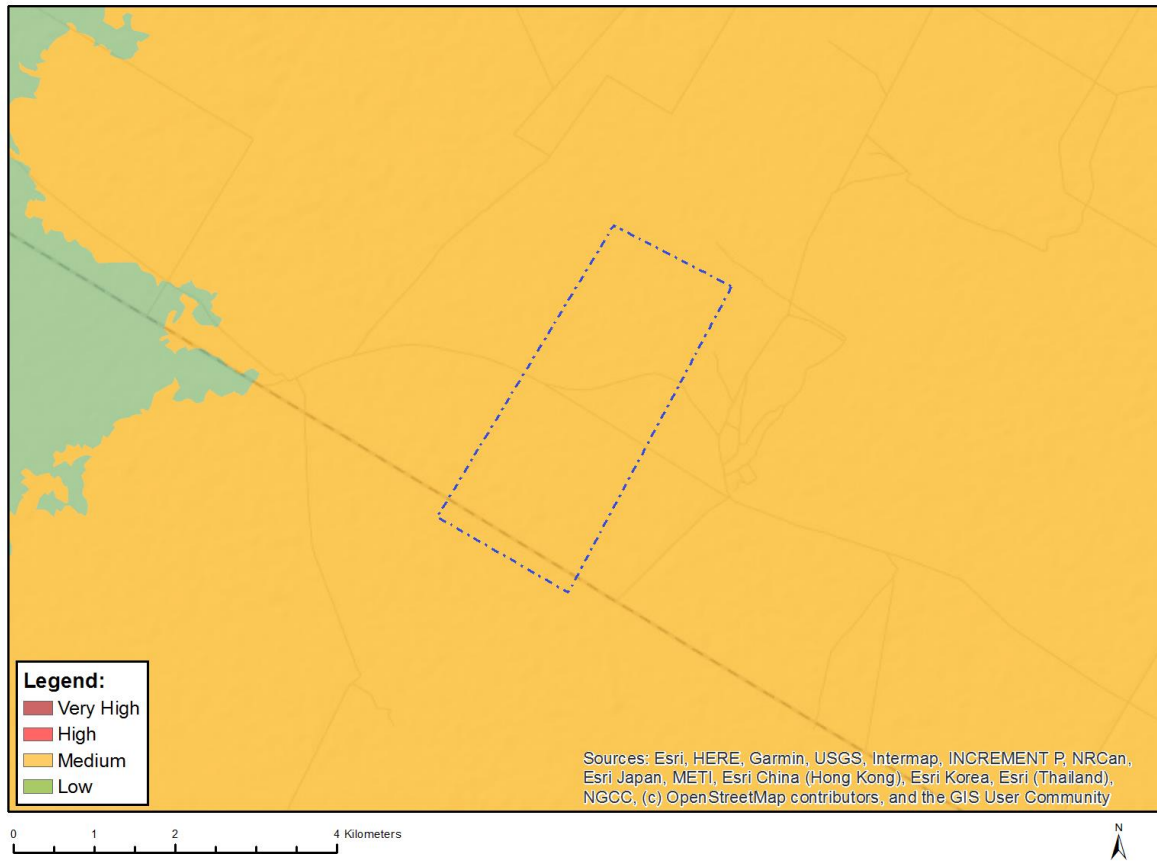 Legend:
Very High
High
Medium
Low
Sources: Esri, HERE, Garmin, USGS, Intermap, INCREMENT P, NRCan,
Esri Japan, METI, Esri China (Hong Kong), Esri Korea, Esri (Thailand),
NGCC, (c) OpenStreetMap contributors, and the GIS User Community
0 1 2 4 Kilometers
N